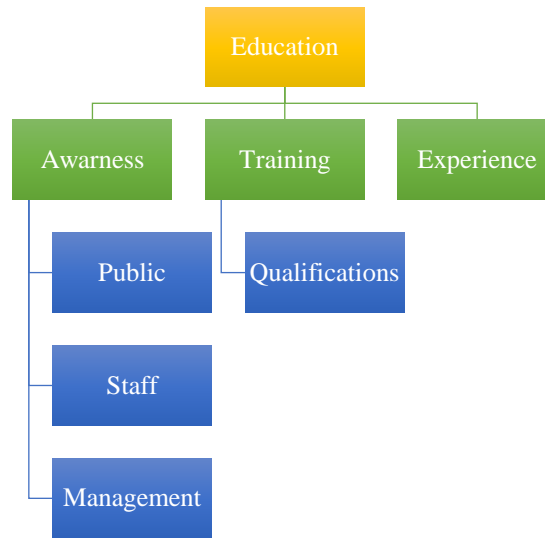 Education
Awarness
Training
Experience
Public
Qualifications
Staff
Management